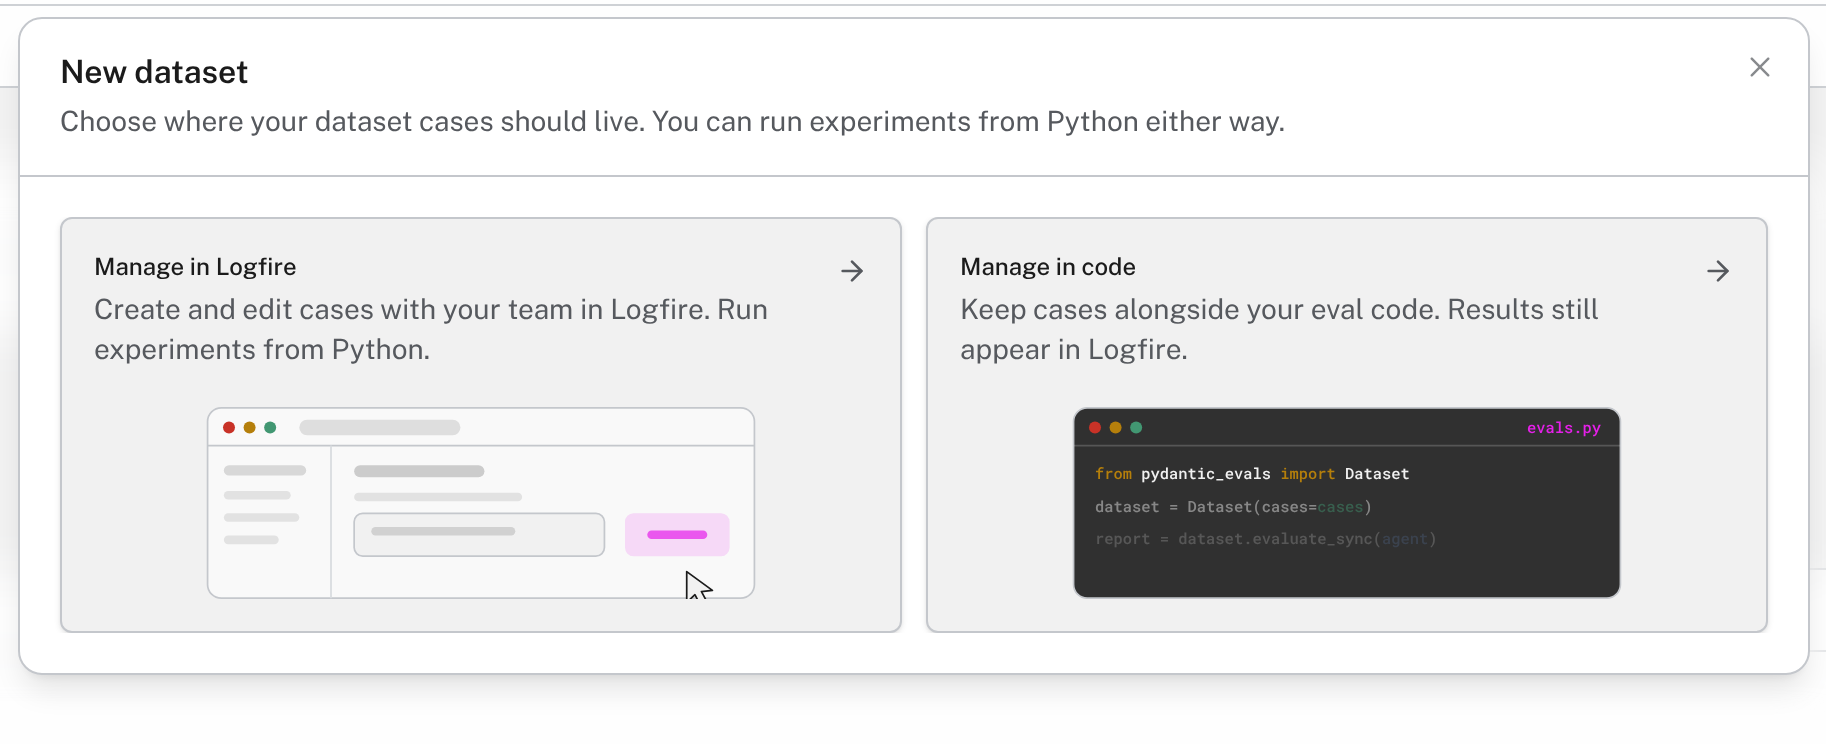 New dataset
Choose where your dataset cases should live. You can run experiments from Python either way.
Manage in Logfire
Create and edit cases with your team in Logfire. Run
experiments from Python.
Manage in code
Keep cases alongside your eval code. Results still
appear in Logfire.
evals.py
from pydantic_evals import Dataset
dataset = Dataset(cases=cases)
report = dataset.evaluate_sync(agent)